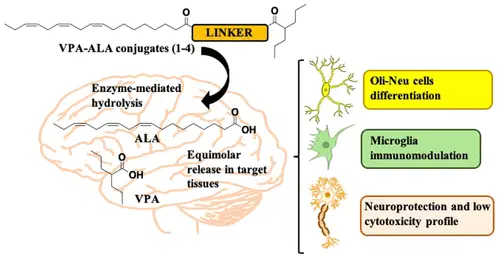 O
LINKER
O
VPA-ALA conjugates (1-4)
Enzyme-mediated
hydrolysis
O
OH
ALA
O
OH
VPA
Equimolar
release in target
tissues
Oli-Neu cells
differentiation
Microglia
immunomodulation
Neuroprotection and low
cytotoxicity profile